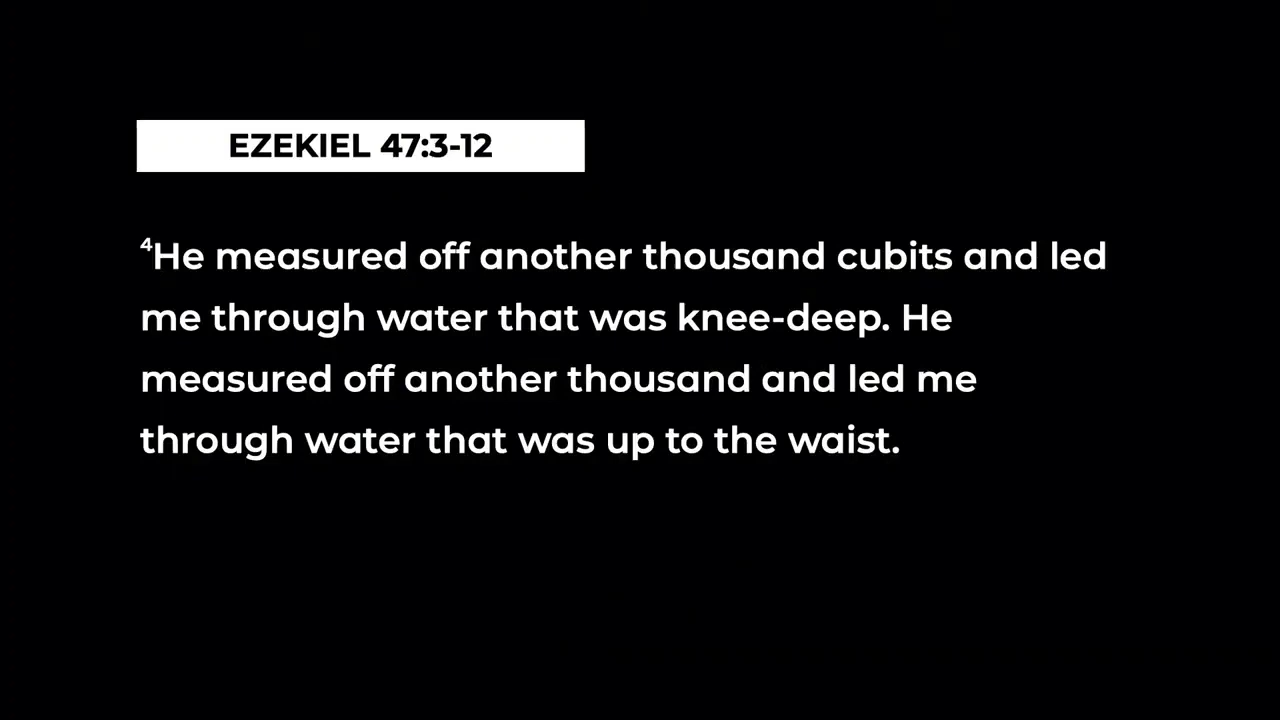 EZEKIEL 47:3-12
⁴He measured off another thousand cubits and led
me through water that was knee-deep. He
measured off another thousand and led me
through water that was up to the waist.